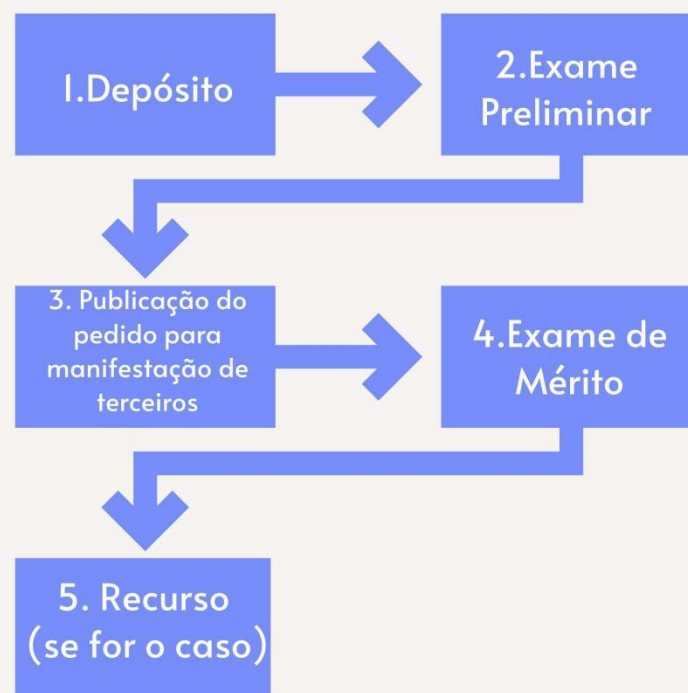 1.Depósito
2.Exame
Preliminar
3. Publicação do
pedido para
manifestação de
terceiros
4.Exame de
Mérito
5. Recurso
(se for o caso)